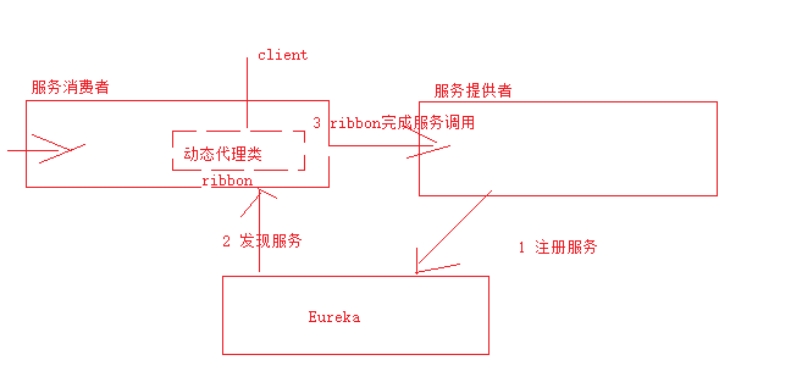 client
服务消费者
服务提供者
3 ribbon完成服务调用
动态代理类
ribbon
2 发现服务
1 注册服务
Eureka